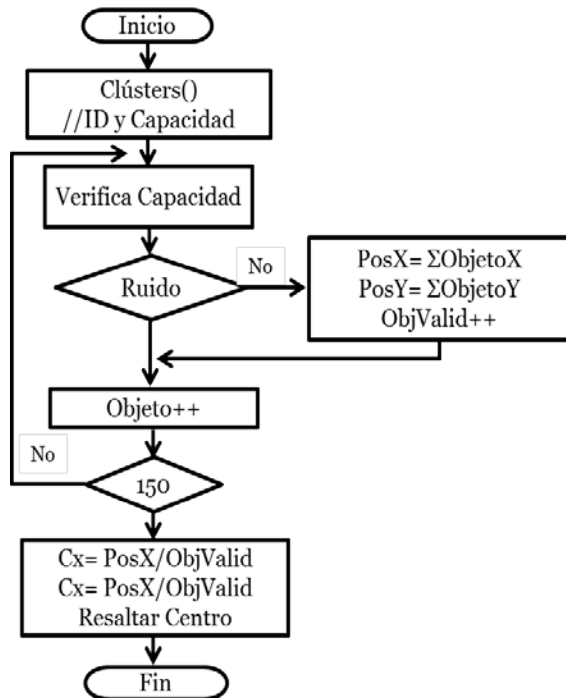 Inicio
Clústers()
//ID y Capacidad
Verifica Capacidad
Ruido
No
PosX= ΣObjetoX
PosY= ΣObjetoY
ObjValid++
Objeto++
No
150
Cx= PosX/ObjValid
Cx= PosX/ObjValid
Resaltar Centro
Fin